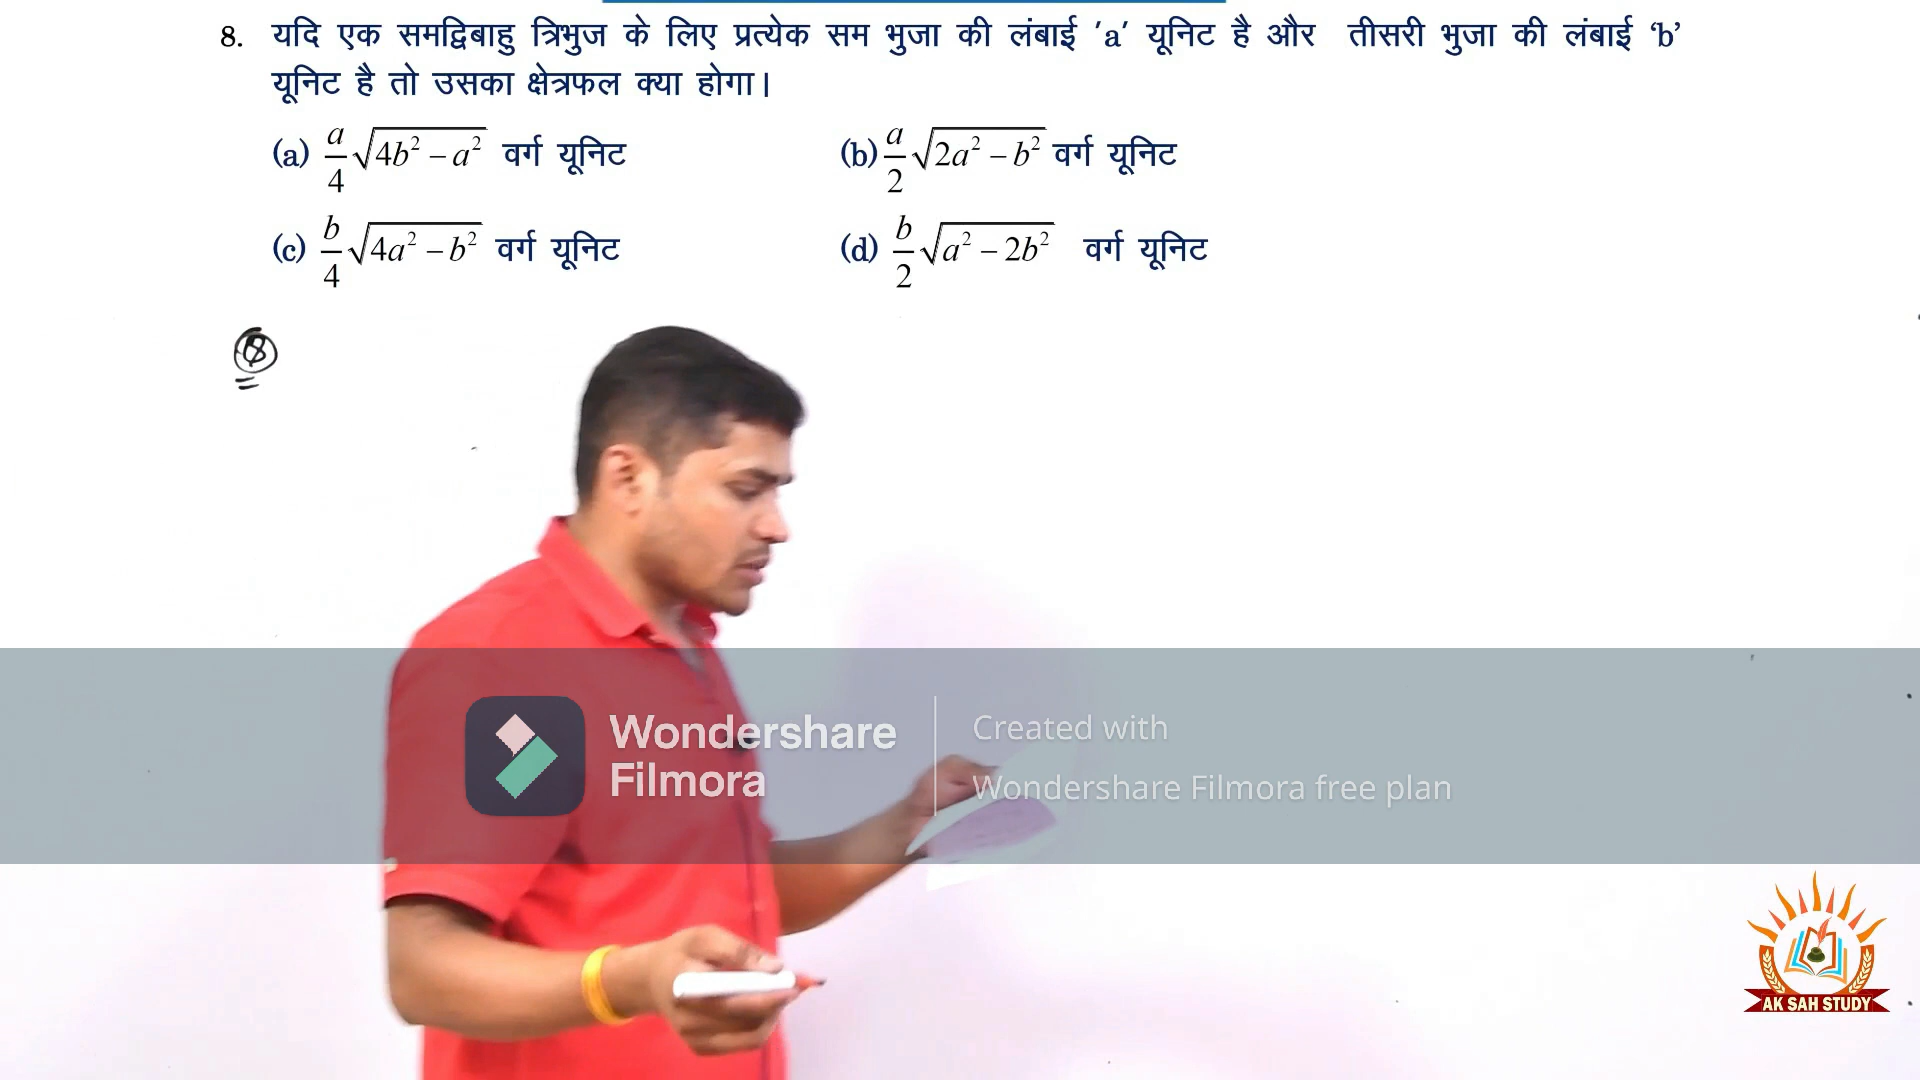 8. यदि एक समद्विबाहु त्रिभुज के लिए प्रत्येक सम भुजा की लंबाई ’a’ यूनिट है और तीसरी भुजा की लंबाई ‘b’
यूनिट है तो उसका क्षेत्रफल क्या होगा।
(a) a/4 √(4b² – a²) वर्ग यूनिट (b) a/2 √(2a² – b²) वर्ग यूनिट
(c) b/4 √(4a² – b²) वर्ग यूनिट (d) b/2 √(a² – 2b²) वर्ग यूनिट
8
Wondershare
Filmora
Created with
Wondershare Filmora free plan
AK SAH STUDY